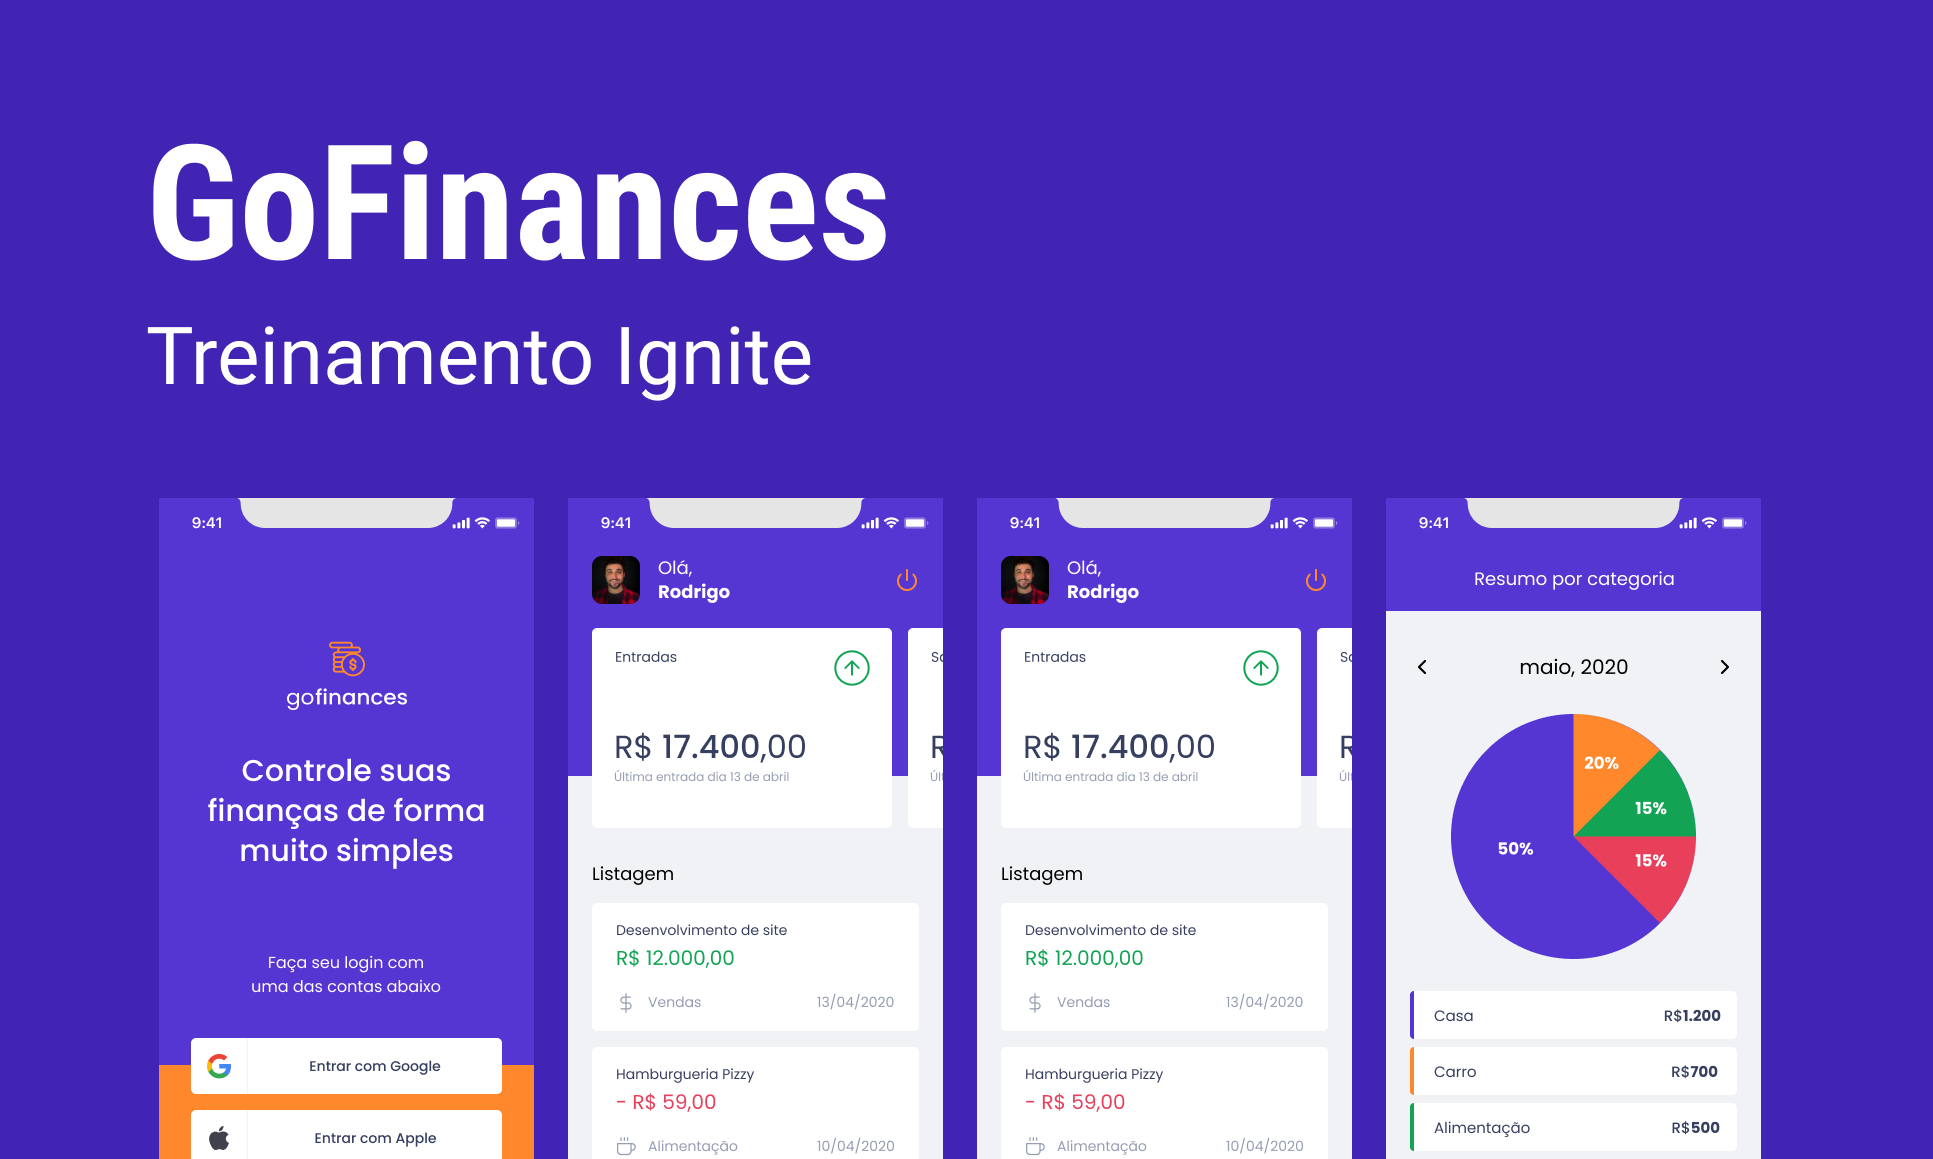 GoFinances
Treinamento Ignite
9:41
gofinances
Controle suas
finanças de forma
muito simples
Faça seu login com
uma das contas abaixo
Entrar com Google
Entrar com Apple
9:41
Olá,
Rodrigo
Entradas
R$ 17.400,00
Última entrada dia 13 de abril
Listagem
Desenvolvimento de site
R$ 12.000,00
Vendas 13/04/2020
Hamburgueria Pizzy
- R$ 59,00
Alimentação 10/04/2020
9:41
Olá,
Rodrigo
Entradas
R$ 17.400,00
Última entrada dia 13 de abril
Listagem
Desenvolvimento de site
R$ 12.000,00
Vendas 13/04/2020
Hamburgueria Pizzy
- R$ 59,00
Alimentação 10/04/2020
9:41
Resumo por categoria
maio, 2020
20%
15%
50%
15%
Casa R$1.200
Carro R$700
Alimentação R$500